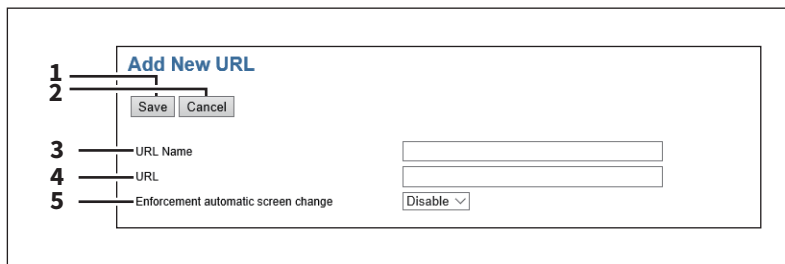 Add New URL
1
2
Save Cancel
3 URL Name
4 URL
5 Enforcement automatic screen change Disable